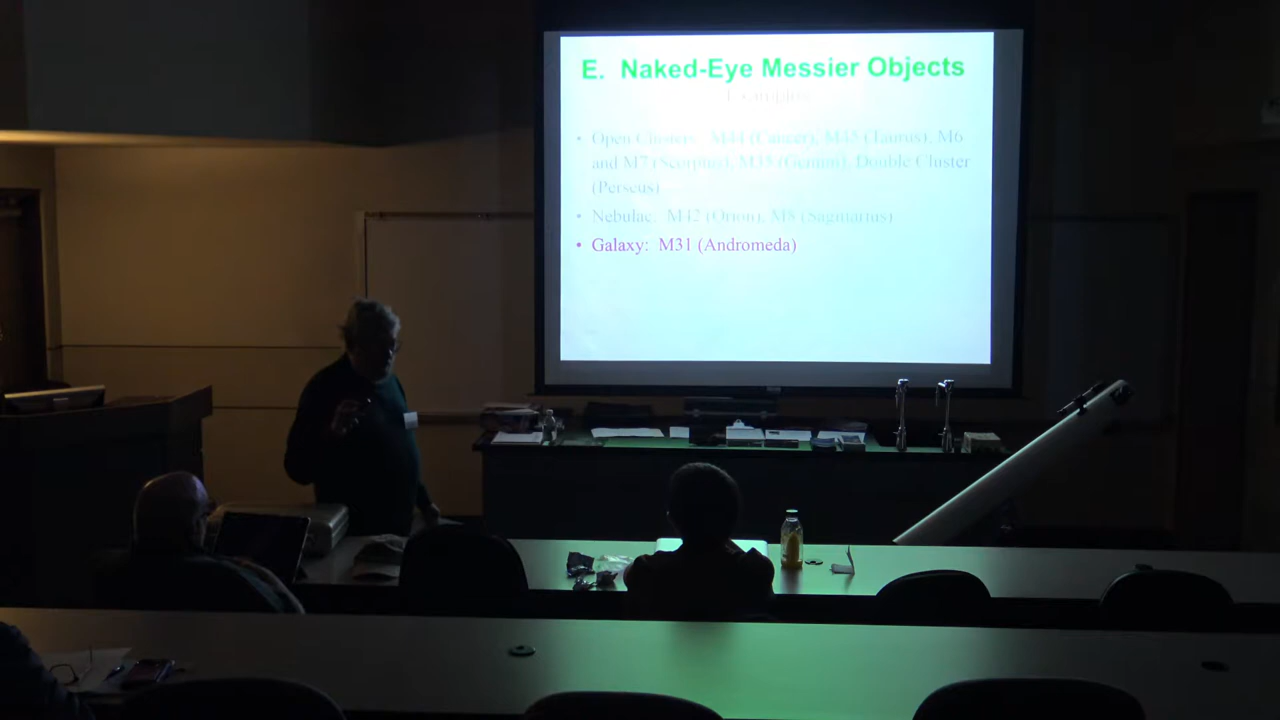 E. Naked-Eye Messier Objects
Examples
• Open Clusters: M44 (Cancer), M45 (Taurus), M6
and M7 (Scorpius), M35 (Gemini), Double Cluster
(Perseus)
• Nebulae: M42 (Orion), M8 (Sagittarius)
• Galaxy: M31 (Andromeda)